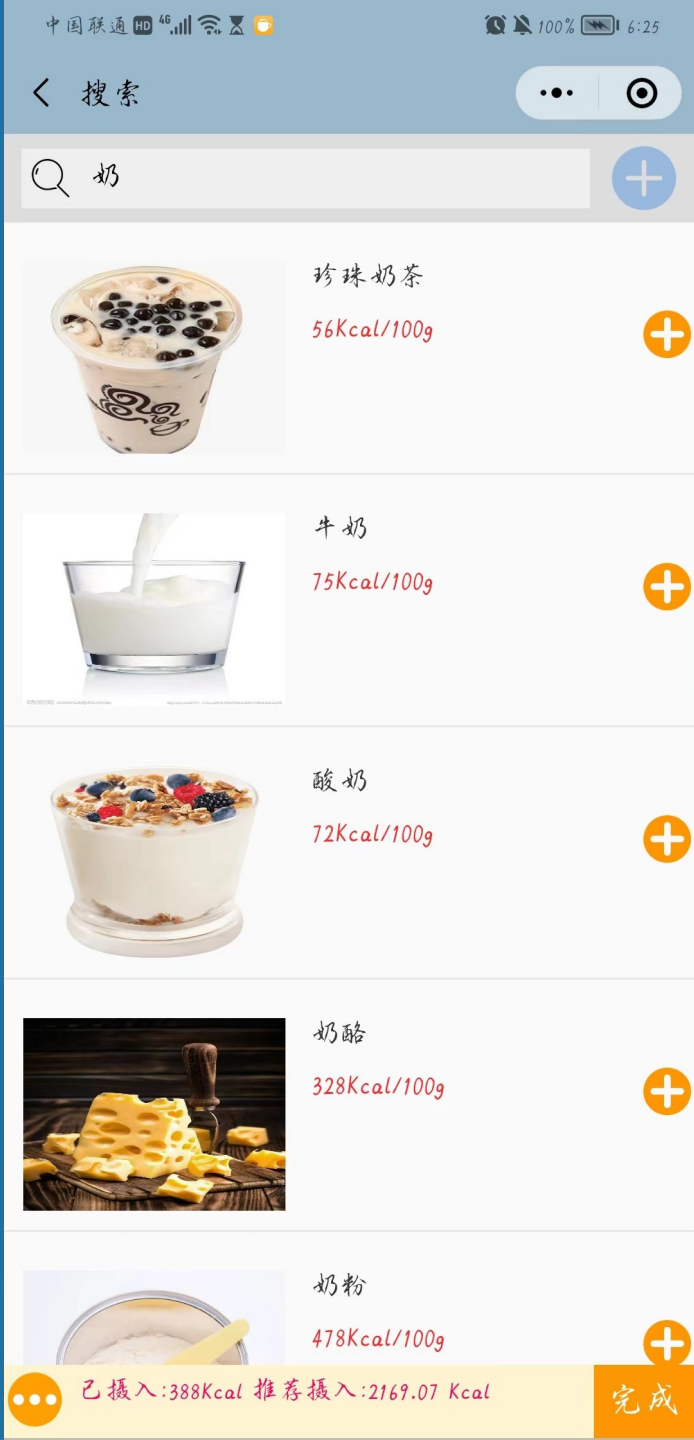 中国联通 HD 4G 100% 6:25
搜索
奶
珍珠奶茶
56Kcal/100g
牛奶
75Kcal/100g
酸奶
72Kcal/100g
奶酪
328Kcal/100g
奶粉
478Kcal/100g
已摄入:388Kcal 推荐摄入:2169.07 Kcal
完成